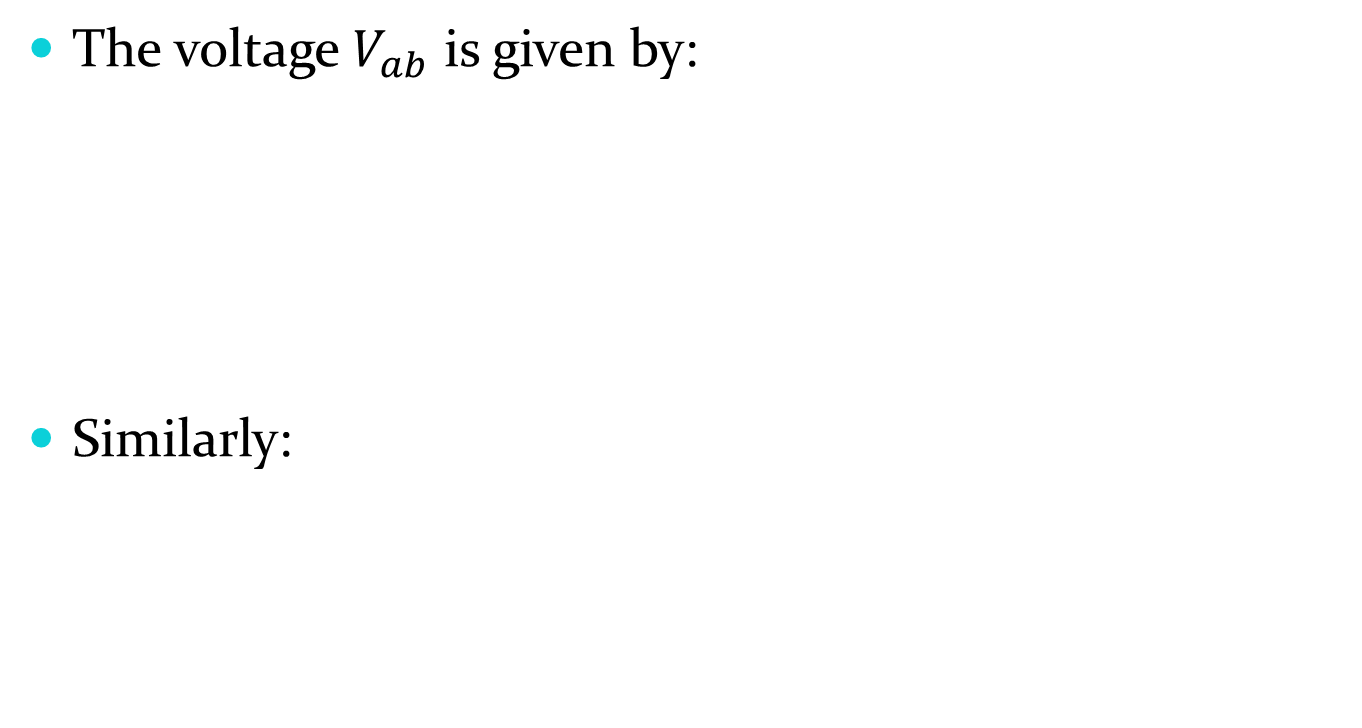 • The voltage V_ab is given by:
• Similarly: